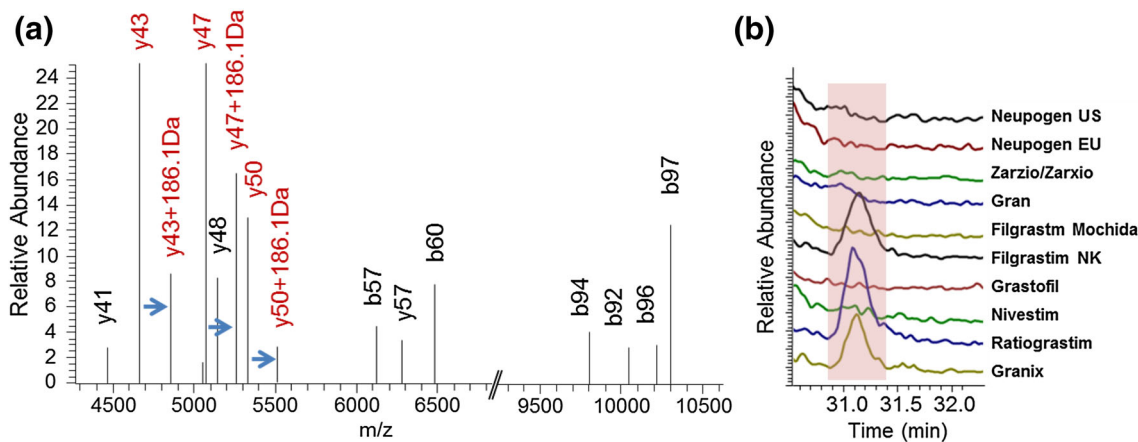 (a)
y43
y43+186.1Da
y47
y47+186.1Da
y50
y50+186.1Da
y41
y48
b57
y57
b60
b94
b92
b96
b97
Relative Abundance
24
22
20
18
16
14
12
10
8
6
4
2
0
4500 5000 5500 6000 6500 9500 10000 10500
m/z
(b)
Relative Abundance
Neupogen US
Neupogen EU
Zarzio/Zarxio
Gran
Filgrastm Mochida
Filgrastim NK
Grastofil
Nivestim
Ratiograstim
Granix
31.0 31.5 32.0
Time (min)